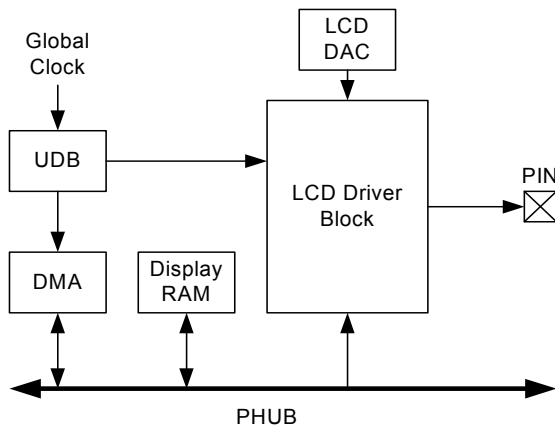 LCD
DAC
Global
Clock
UDB
LCD Driver
Block
PIN
DMA
Display
RAM
PHUB